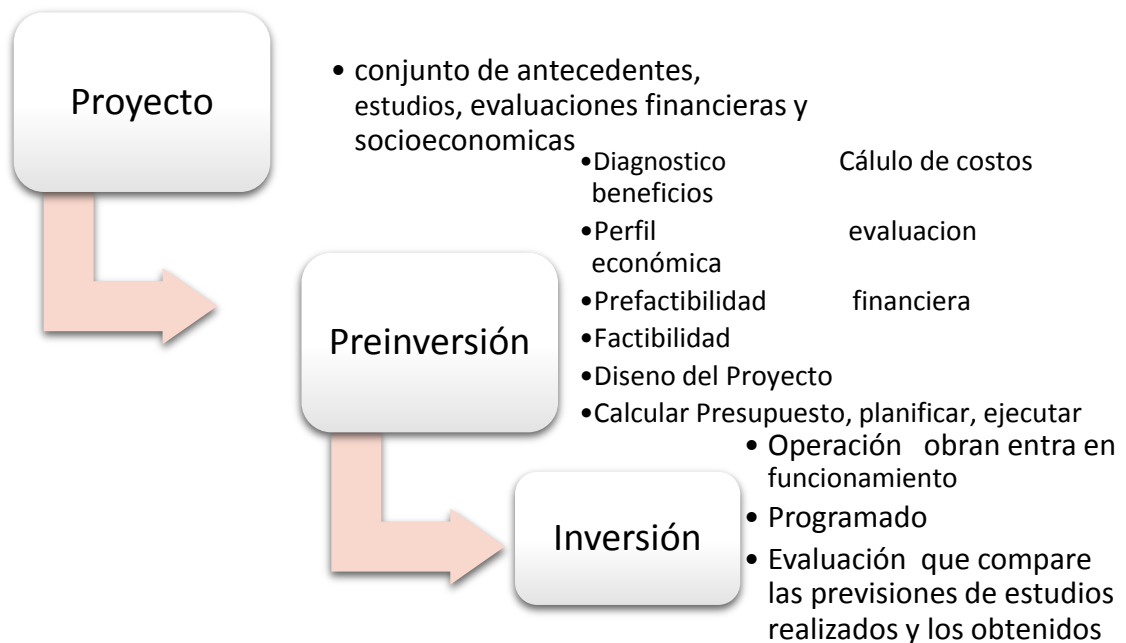 Proyecto
• conjunto de antecedentes,
estudios, evaluaciones financieras y
socioeconomicas
Preinversión
•Diagnostico Cálulo de costos
beneficios
•Perfil evaluacion
económica
•Prefactibilidad financiera
•Factibilidad
•Diseno del Proyecto
•Calcular Presupuesto, planificar, ejecutar
Inversión
• Operación obran entra en
funcionamiento
• Programado
• Evaluación que compare
las previsiones de estudios
realizados y los obtenidos